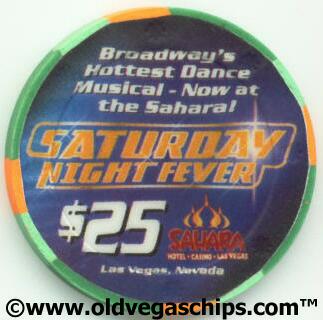 Broadway's
Hottest Dance
Musical - Now at
the Sahara!
SATURDAY
NIGHT FEVER
$25
SAHARA
HOTEL • CASINO • LAS VEGAS
Las Vegas, Nevada
©www.oldvegaschips.com™